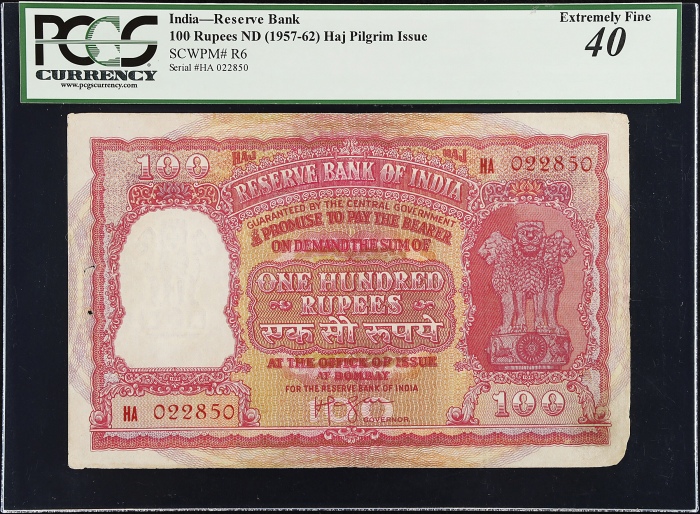 PCGS
CURRENCY
www.pcgscurrency.com
India—Reserve Bank
100 Rupees ND (1957-62) Haj Pilgrim Issue
SCWPM# R6
Serial #HA 022850
Extremely Fine
40
100
HAJ
HAJ
HA 022850
RESERVE BANK OF INDIA
GUARANTEED BY THE CENTRAL GOVERNMENT
I PROMISE TO PAY THE BEARER
ON DEMAND THE SUM OF
ONE HUNDRED
RUPEES
एक सौ रूपये
AT THE OFFICE OF ISSUE
AT BOMBAY
FOR THE RESERVE BANK OF INDIA
HA 022850
GOVERNOR
100
100